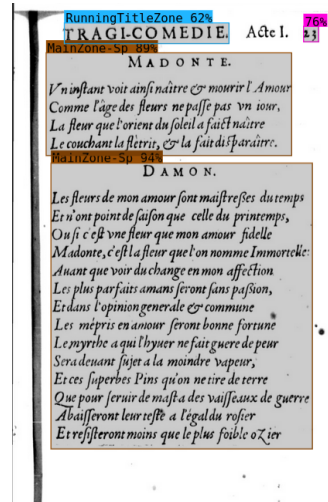 RunningTitleZone 62%
76%
TRAGI-COMEDIE. Acte I. 23
MainZone-Sp 89%
MADONTE.
Vn instant voit ainsi naître & mourir l'Amour
Comme l'âge des fleurs ne passe pas vn iour,
La fleur que l'orient du soleil a faict naître
Le couchant la flètrit, & la fait disparaître.
MainZone-Sp 94%
DAMON.
Les fleurs de mon amour sont maistresses du temps
Et n'ont point de saison que celle du printemps,
Ou si c'est vne fleur que mon amour fidelle
Madonte, c'est la fleur que l'on nomme Immortelle:
Auant que voir du change en mon affection
Les plus parfaits amans seront sans passion,
Et dans l'opinion generale & commune
Les mépris en amour seront bonne fortune
Le myrthe a qui l'hyuer ne fait guere de peur
Sera deuant sujet a la moindre vapeur,
Et ces superbes Pins qu'on ne tire de terre
Que pour seruir de mast a des vaisseaux de guerre
Abaisseront leur teste a l'égal du rosier
Et resisteront moins que le plus foible oZier